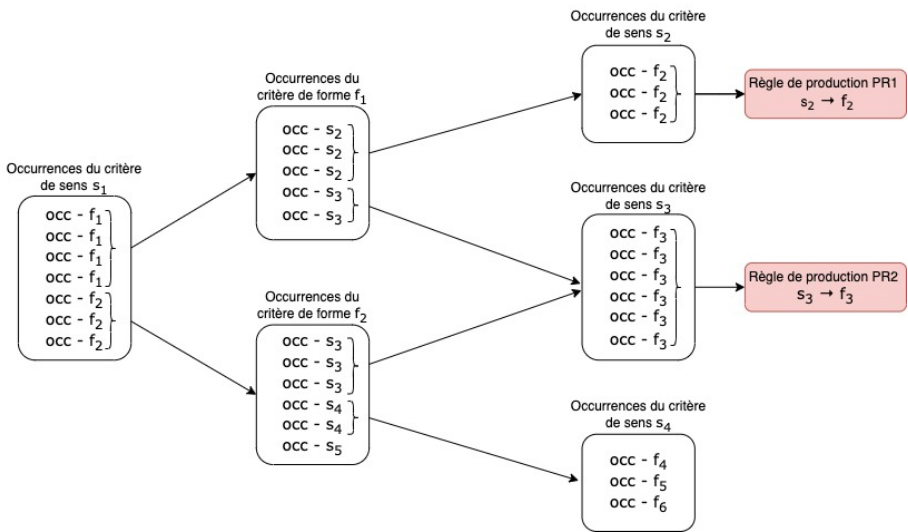 Occurrences du critère
de sens s1
occ - f1
occ - f1
occ - f1
occ - f1
occ - f2
occ - f2
occ - f2
Occurrences du
critère de forme f1
occ - s2
occ - s2
occ - s2
occ - s3
occ - s3
Occurrences du
critère de forme f2
occ - s3
occ - s3
occ - s3
occ - s4
occ - s4
occ - s5
Occurrences du critère
de sens s2
occ - f2
occ - f2
occ - f2
Règle de production PR1
s2 → f2
Occurrences du critère
de sens s3
occ - f3
occ - f3
occ - f3
occ - f3
occ - f3
occ - f3
Règle de production PR2
s3 → f3
Occurrences du critère
de sens s4
occ - f4
occ - f5
occ - f6